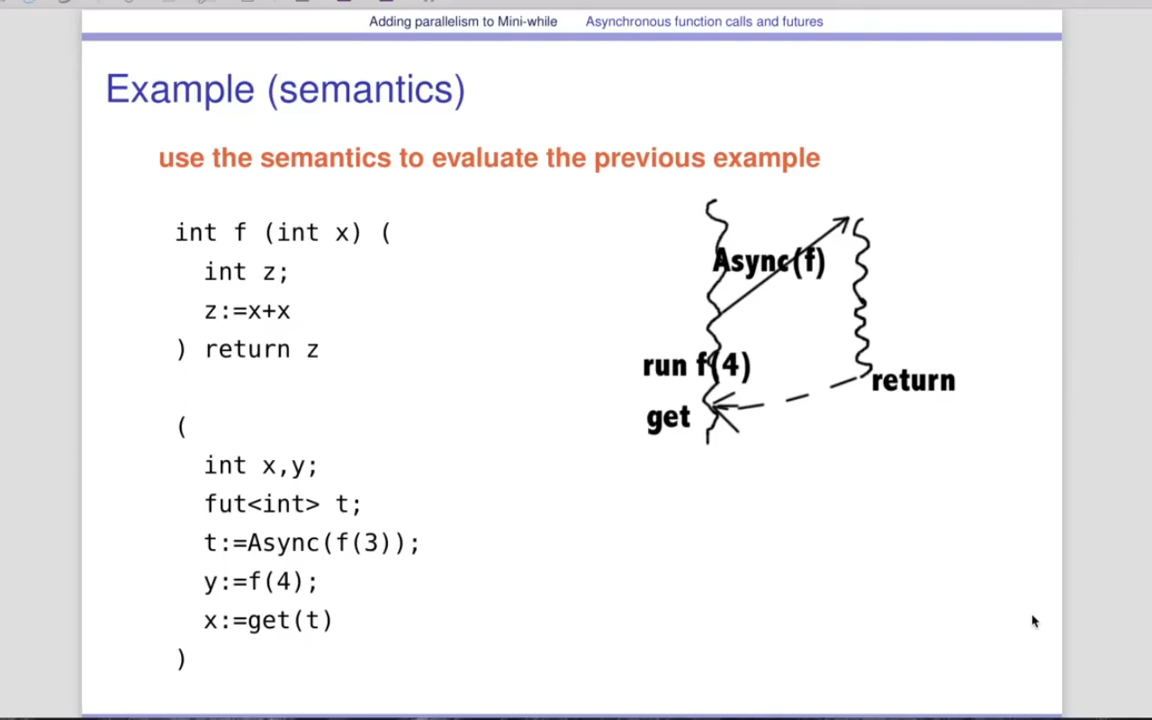 Adding parallelism to Mini-while Asynchronous function calls and futures
Example (semantics)
use the semantics to evaluate the previous example
int f (int x) (
int z;
z:=x+x
) return z
(
int x,y;
fut<int> t;
t:=Async(f(3));
y:=f(4);
x:=get(t)
)
Async(f)
run f(4)
get
return